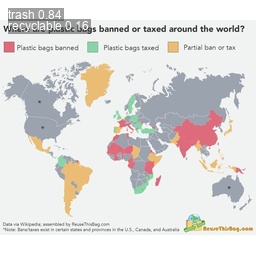 trash 0.84
recyclable 0.16
bags banned or taxed around the world?
Plastic bags banned
Plastic bags taxed
Partial ban or tax
Data via Wikipedia, assembled by ReuseThisBag.com
*Note: Bans/taxes exist in certain states and provinces in the U.S., Canada, and Australia
ReuseThisBag.com